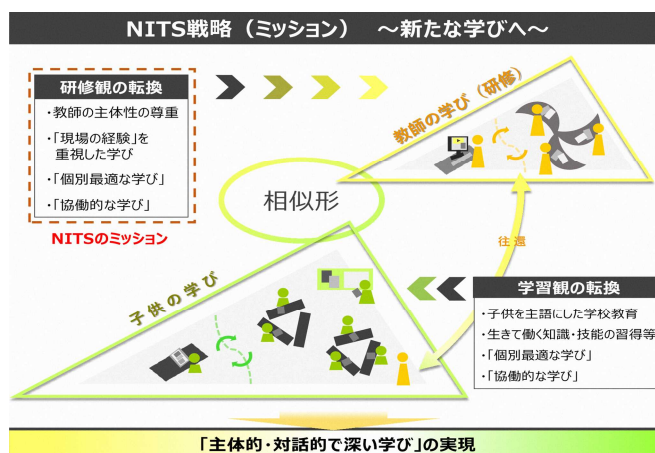 NITS戦略（ミッション）　～新たな学びへ～
研修観の転換
・教師の主体性の尊重
・「現場の経験」を
重視した学び
・「個別最適な学び」
・「協働的な学び」
NITSのミッション
教師の学び（研修）
相似形
往還
子供の学び
学習観の転換
・子供を主語にした学校教育
・生きて働く知識・技能の習得等
・「個別最適な学び」
・「協働的な学び」
「主体的・対話的で深い学び」の実現